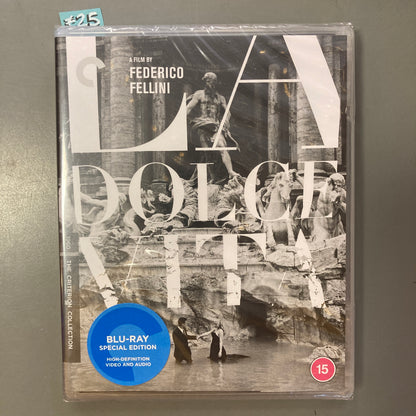 £25
A FILM BY
FEDERICO
FELLINI
LA
DOLCE
VITA
THE CRITERION COLLECTION
BLU-RAY
SPECIAL EDITION
HIGH-DEFINITION
VIDEO AND AUDIO
15